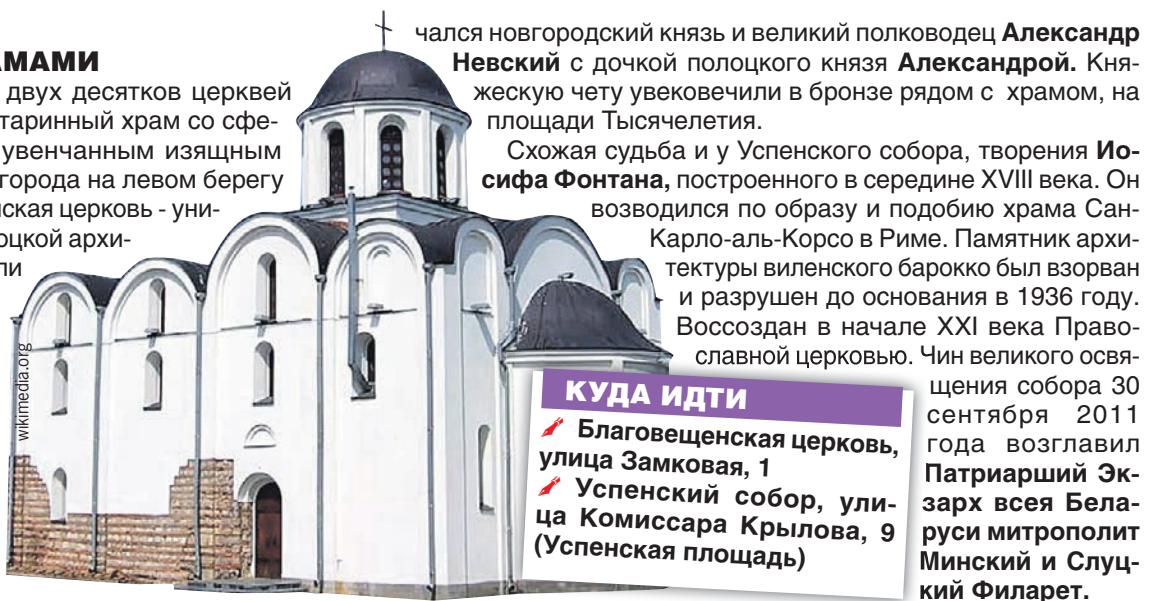 АМАМИ
двух десятков церквей
таринный храм со сфе-
увенчанным изящным
города на левом берегу
ская церковь - уни-
оцкой архи-
ли
wikimedia.org
чался новгородский князь и великий полководец Александр
Невский с дочкой полоцкого князя Александрой. Кня-
жескую чету увековечили в бронзе рядом с храмом, на
площади Тысячелетия.
Схожая судьба и у Успенского собора, творения Ио-
сифа Фонтана, построенного в середине XVIII века. Он
возводился по образу и подобию храма Сан-
Карло-аль-Корсо в Риме. Памятник архи-
тектуры виленского барокко был взорван
и разрушен до основания в 1936 году.
Воссоздан в начале XXI века Право-
славной церковью. Чин великого освя-
щения собора 30
сентября 2011
года возглавил
Патриарший Эк-
зарх всея Бела-
руси митрополит
Минский и Слуц-
кий Филарет.
КУДА ИДТИ
Благовещенская церковь,
улица Замковая, 1
Успенский собор, ули-
ца Комиссара Крылова, 9
(Успенская площадь)